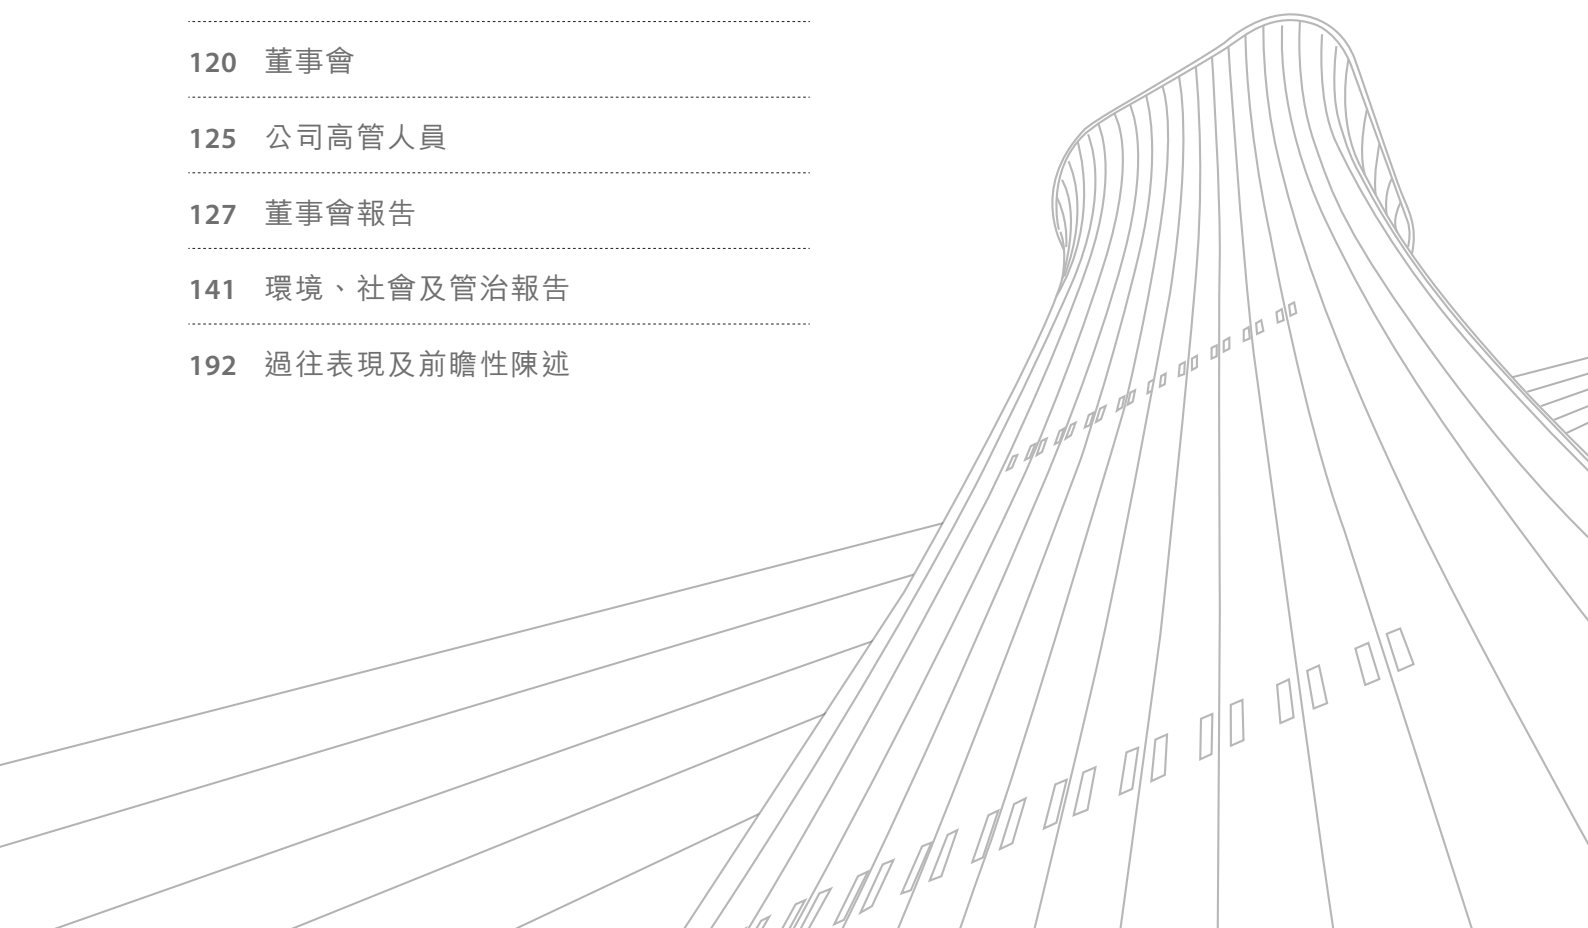 120 董事會
125 公司高管人員
127 董事會報告
141 環境、社會及管治報告
192 過往表現及前瞻性陳述